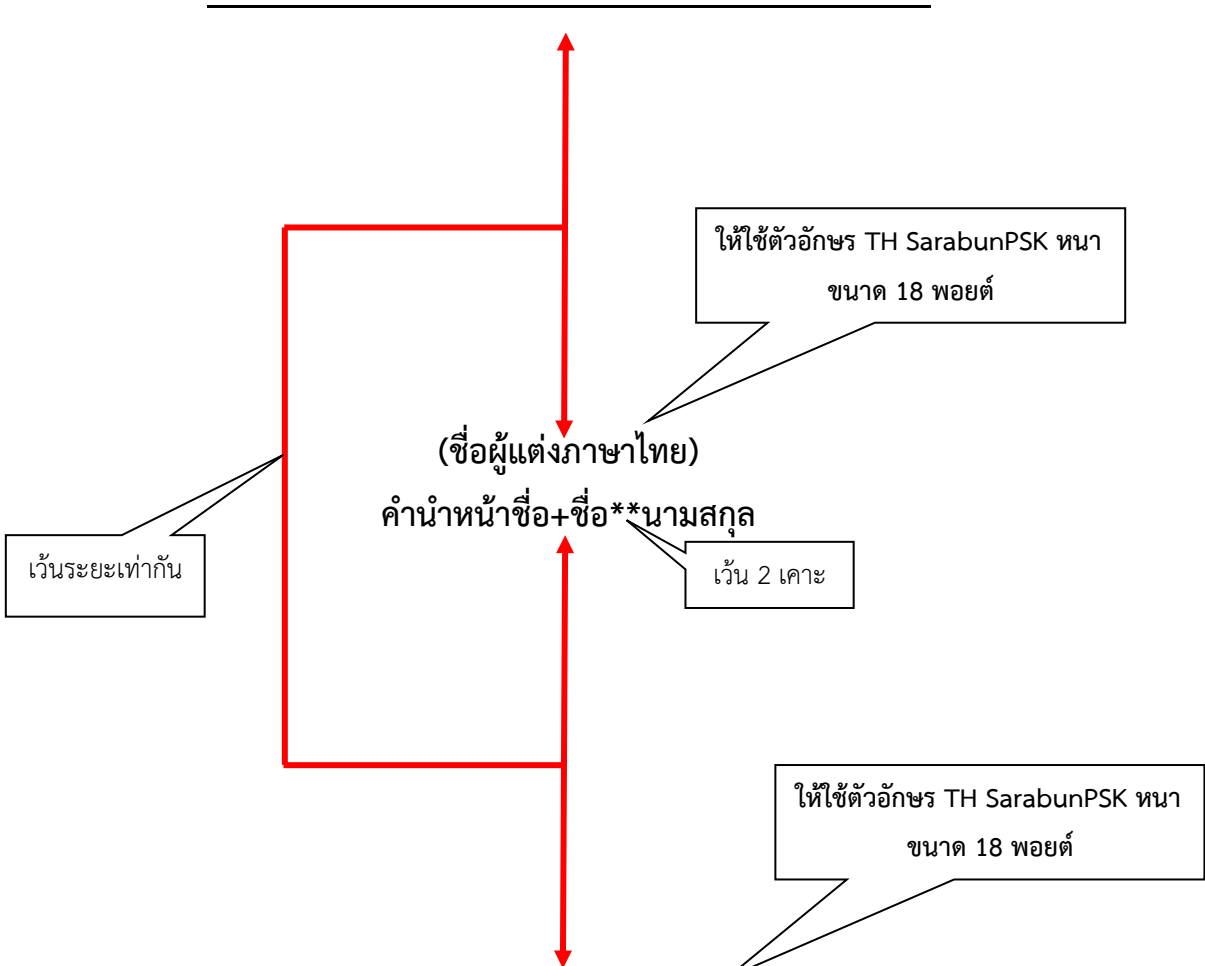 ให้ใช้ตัวอักษร TH SarabunPSK หนา
ขนาด 18 พอยต์
(ชื่อผู้แต่งภาษาไทย)
คำนำหน้าชื่อ+ชื่อ**นามสกุล
เว้นระยะเท่ากัน
เว้น 2 เคาะ
ให้ใช้ตัวอักษร TH SarabunPSK หนา
ขนาด 18 พอยต์